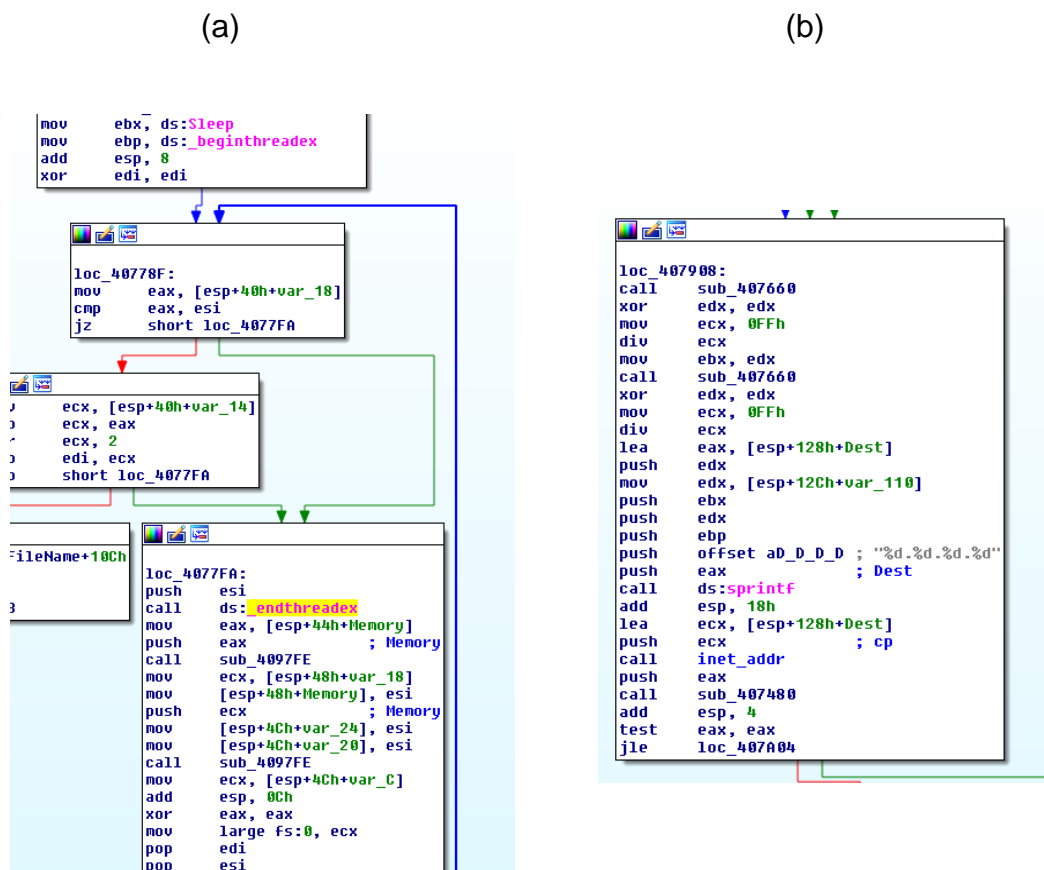 (a)
(b)
mov ebx, ds:Sleep
mov ebp, ds:_beginthreadex
add esp, 8
xor edi, edi
loc_40778F:
mov eax, [esp+40h+var_18]
cmp eax, esi
jz short loc_4077FA
ecx, [esp+40h+var_14]
ecx, eax
ecx, 2
edi, ecx
short loc_4077FA
FileName+10Ch
loc_4077FA:
push esi
call ds:_endthreadex
mov eax, [esp+44h+Memory]
push eax ; Memory
call sub_4097FE
mov ecx, [esp+48h+var_18]
mov [esp+48h+Memory], esi
push ecx ; Memory
mov [esp+4Ch+var_24], esi
mov [esp+4Ch+var_20], esi
call sub_4097FE
mov ecx, [esp+4Ch+var_C]
add esp, 0Ch
xor eax, eax
mov large fs:0, ecx
pop edi
pop esi
loc_407908:
call sub_407660
xor edx, edx
mov ecx, 0FFh
div ecx
mov ebx, edx
call sub_407660
xor edx, edx
mov ecx, 0FFh
div ecx
lea eax, [esp+128h+Dest]
push edx
mov edx, [esp+12Ch+var_110]
push ebx
push edx
push ebp
push offset aD_D_D_D ; "%d.%d.%d.%d"
push eax ; Dest
call ds:sprintf
add esp, 18h
lea ecx, [esp+128h+Dest]
push ecx ; cp
call inet_addr
push eax
call sub_407480
add esp, 4
test eax, eax
jle loc_407A04